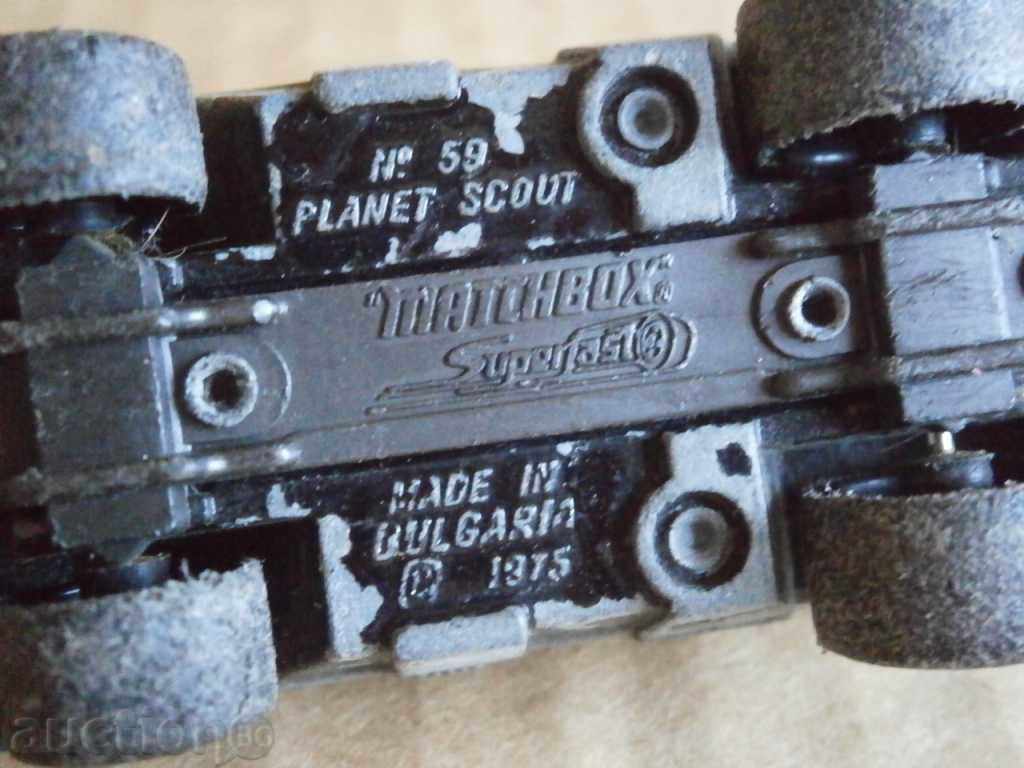 Nº 59
PLANET SCOUT
"MATCHBOX"®
Superfast
MADE IN
BULGARIA
© 1975
auction.BG